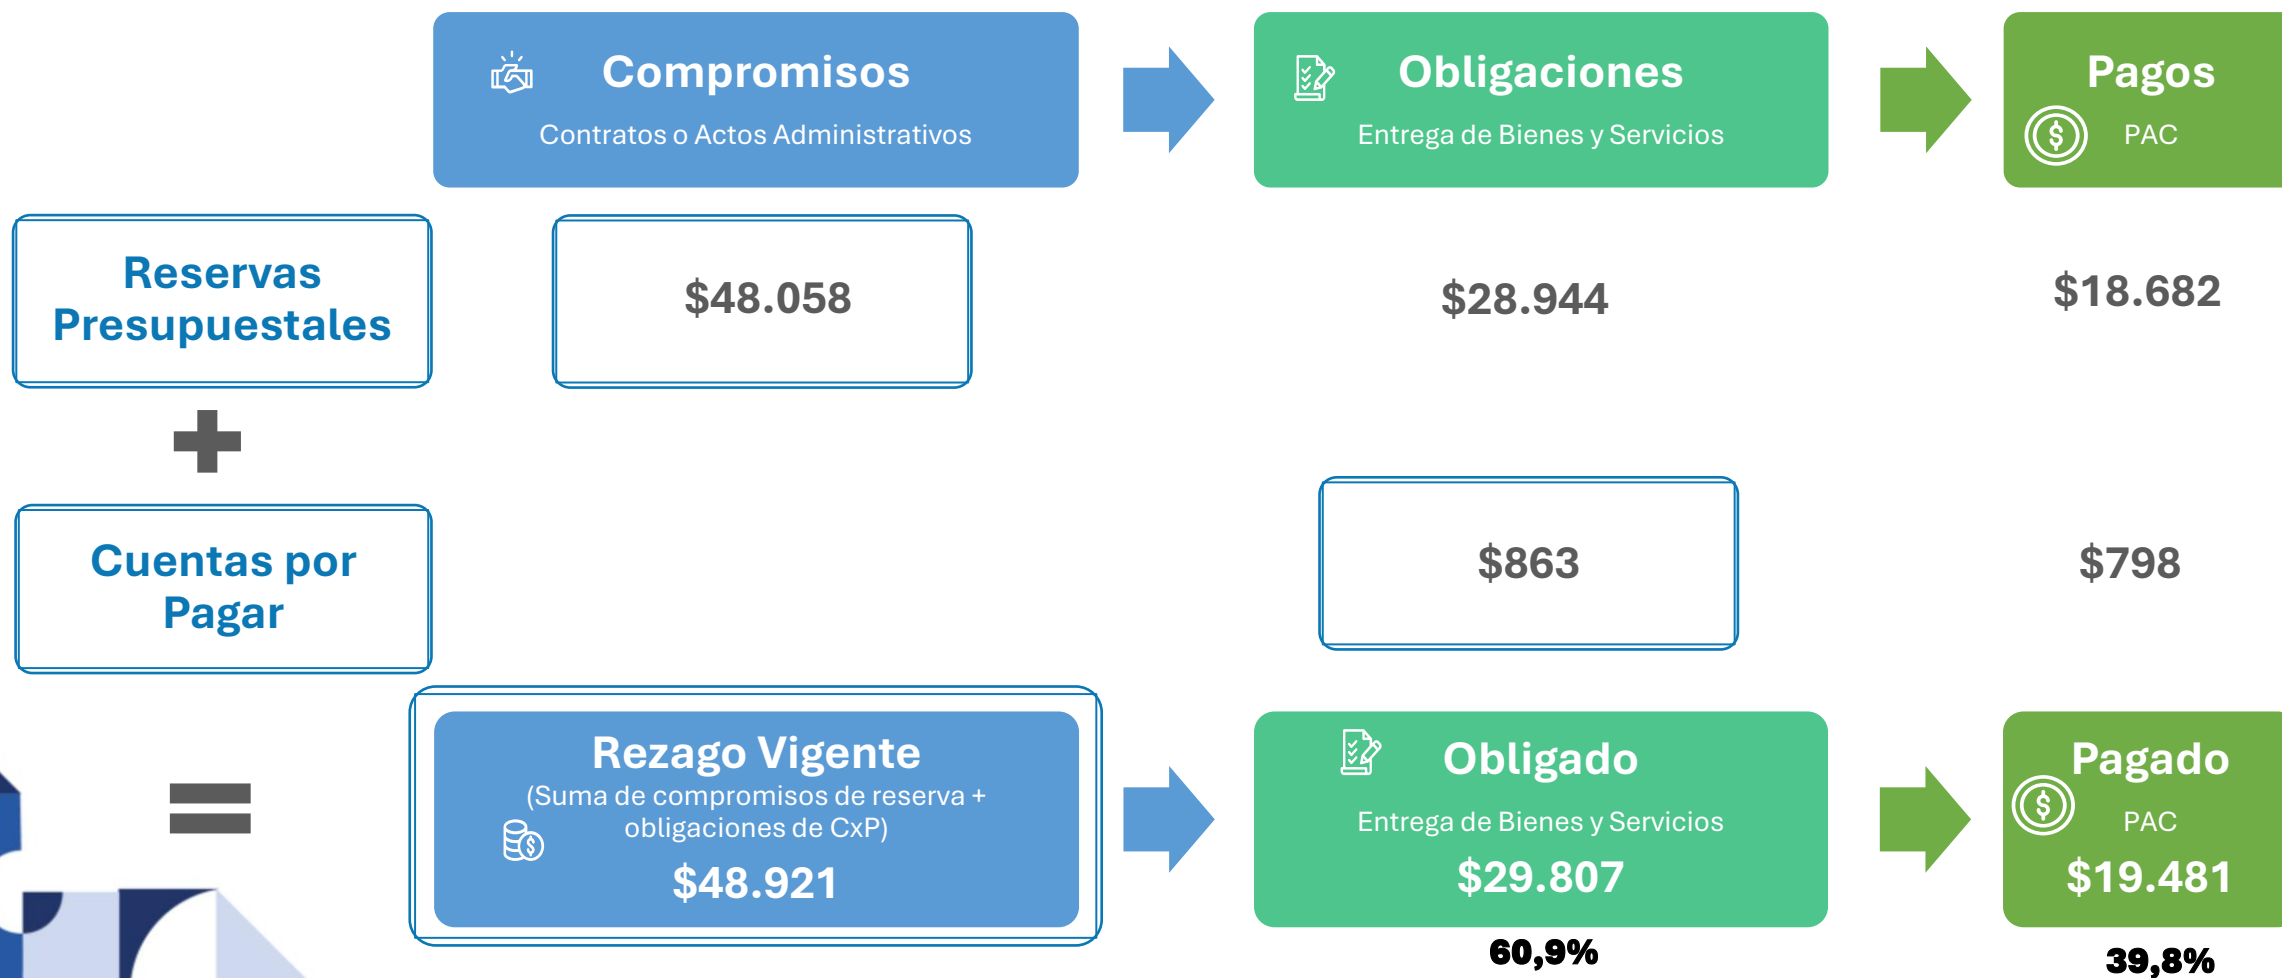 Compromisos
Contratos o Actos Administrativos
Obligaciones
Entrega de Bienes y Servicios
Pagos
PAC
Reservas
Presupuestales
$48.058
$28.944
$18.682
Cuentas por
Pagar
$863
$798
Rezago Vigente
(Suma de compromisos de reserva +
obligaciones de CxP)
$48.921
Obligado
Entrega de Bienes y Servicios
$29.807
60,9%
Pagado
PAC
$19.481
39,8%